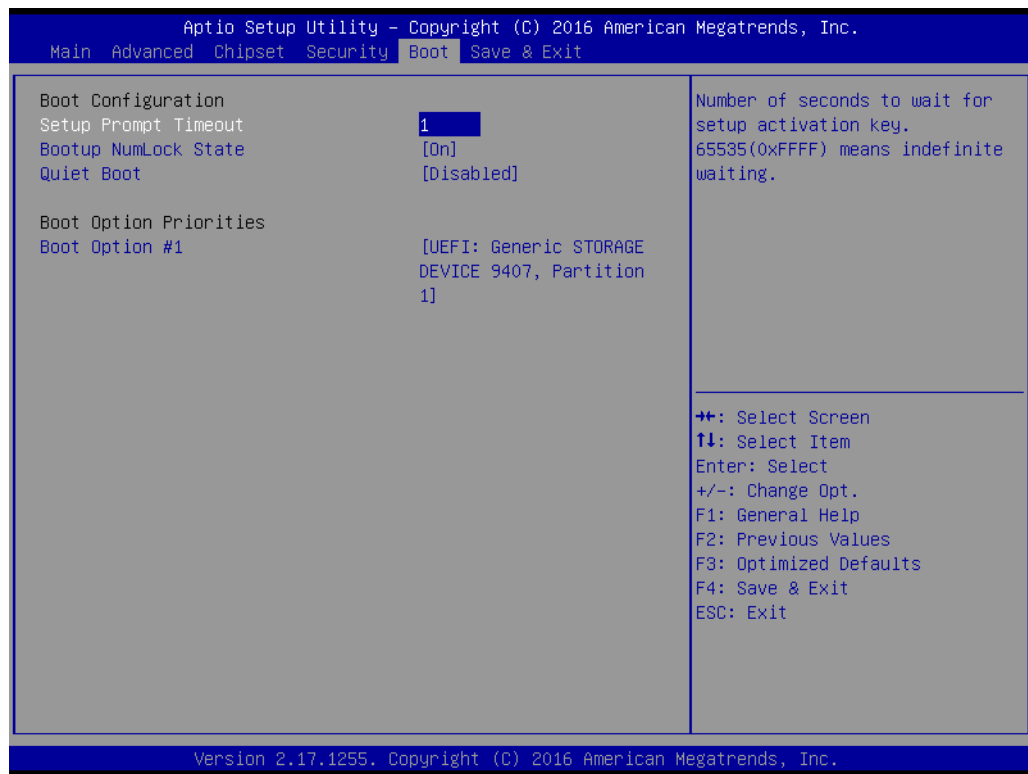 Aptio Setup Utility – Copyright (C) 2016 American Megatrends, Inc.
Main Advanced Chipset Security Boot Save & Exit
Boot Configuration
Setup Prompt Timeout 1
Bootup NumLock State [On]
Quiet Boot [Disabled]
Boot Option Priorities
Boot Option #1 [UEFI: Generic STORAGE
DEVICE 9407, Partition
1]
Number of seconds to wait for
setup activation key.
65535(0xFFFF) means indefinite
waiting.
→←: Select Screen
↑↓: Select Item
Enter: Select
+/-: Change Opt.
F1: General Help
F2: Previous Values
F3: Optimized Defaults
F4: Save & Exit
ESC: Exit
Version 2.17.1255. Copyright (C) 2016 American Megatrends, Inc.